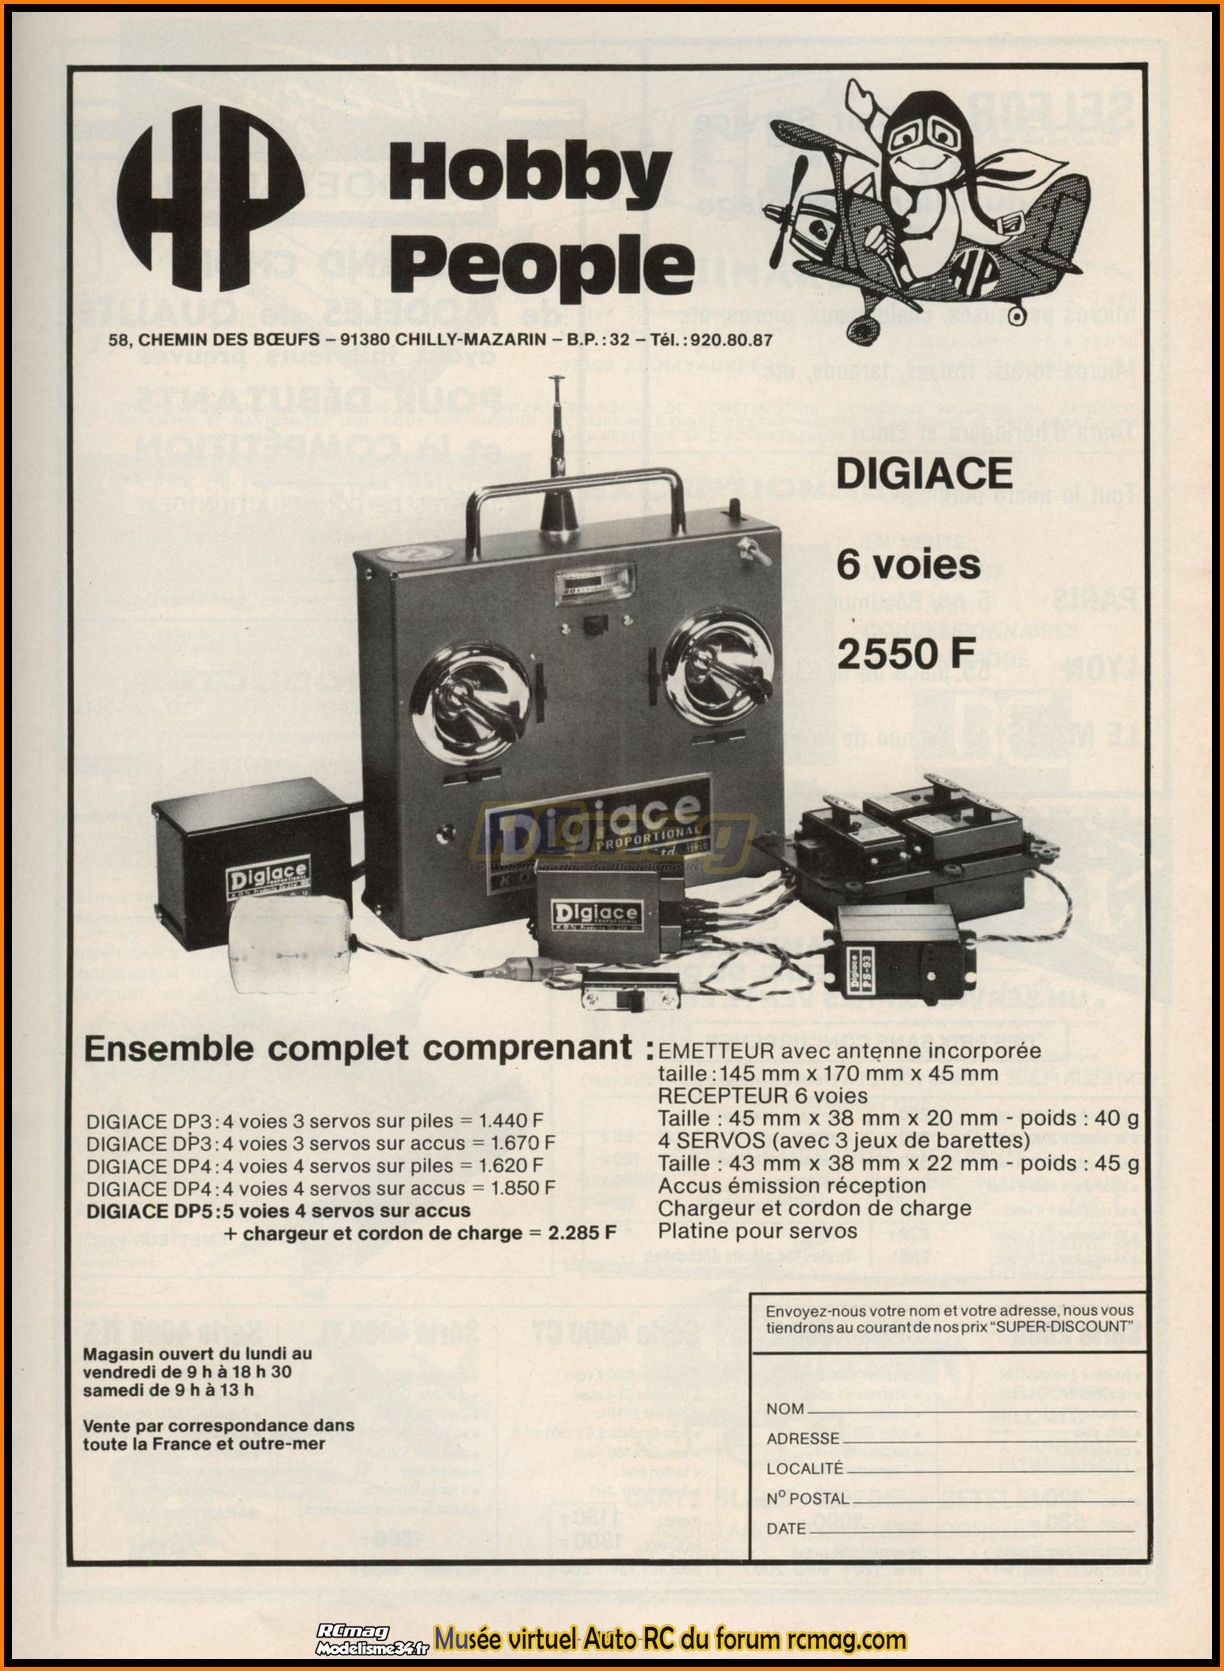 HP
Hobby
People
HP
58, CHEMIN DES BŒUFS – 91380 CHILLY-MAZARIN – B.P.: 32 – Tél.: 920.80.87
DIGIACE
6 voies
2550 F
Digiace
PROPORTIONAL
Digiace
PROPORTIONAL
Digiace
PROPORTIONAL
Digiace
PS-93
RCmag
Ensemble complet comprenant :
DIGIACE DP3 : 4 voies 3 servos sur piles = 1.440 F
DIGIACE DP3 : 4 voies 3 servos sur accus = 1.670 F
DIGIACE DP4 : 4 voies 4 servos sur piles = 1.620 F
DIGIACE DP4 : 4 voies 4 servos sur accus = 1.850 F
DIGIACE DP5 : 5 voies 4 servos sur accus
+ chargeur et cordon de charge = 2.285 F
EMETTEUR avec antenne incorporée
taille : 145 mm x 170 mm x 45 mm
RECEPTEUR 6 voies
Taille : 45 mm x 38 mm x 20 mm - poids : 40 g
4 SERVOS (avec 3 jeux de barettes)
Taille : 43 mm x 38 mm x 22 mm - poids : 45 g
Accus émission réception
Chargeur et cordon de charge
Platine pour servos
Magasin ouvert du lundi au
vendredi de 9 h à 18 h 30
samedi de 9 h à 13 h
Vente par correspondance dans
toute la France et outre-mer
Envoyez-nous votre nom et votre adresse, nous vous
tiendrons au courant de nos prix "SUPER-DISCOUNT"
NOM
ADRESSE
LOCALITÉ
Nº POSTAL
DATE
RCmag
Modelisme34.fr
Musée virtuel Auto RC du forum rcmag.com